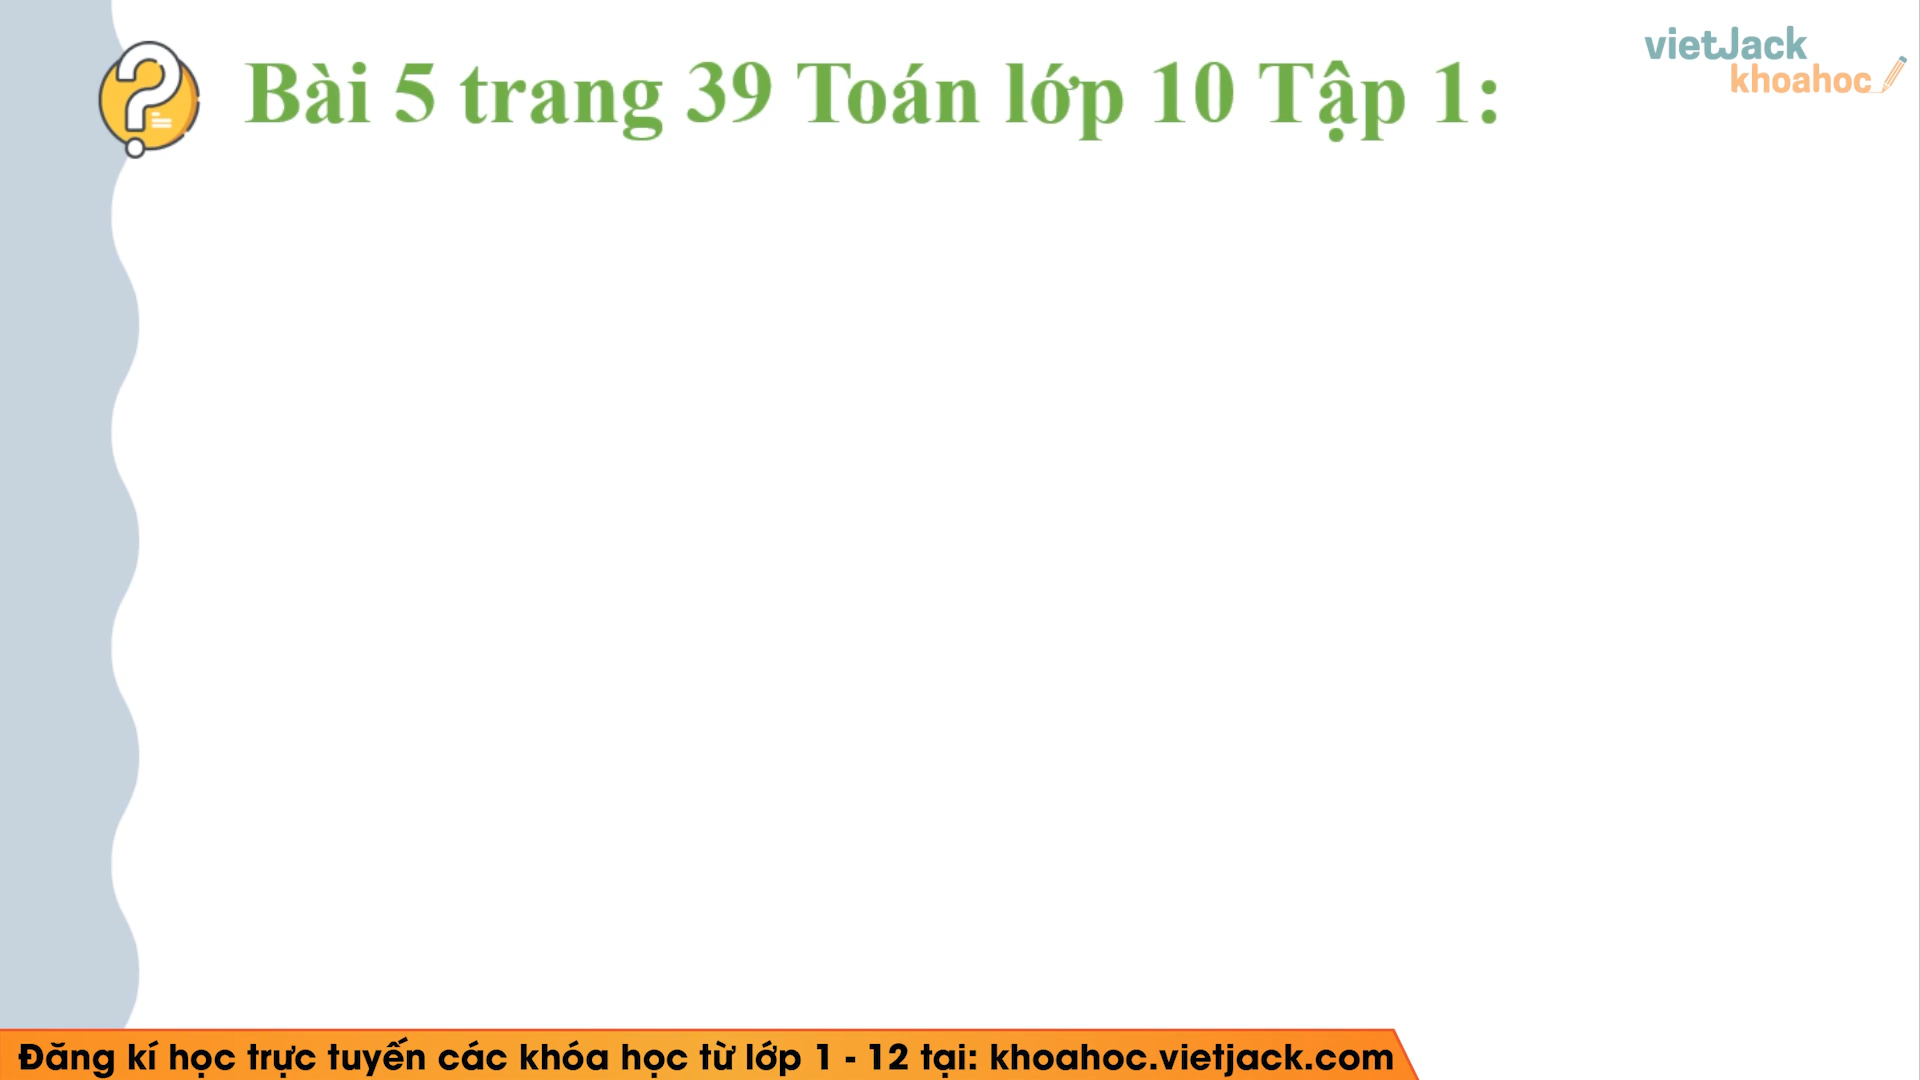 vietJack
khoahoc
Bài 5 trang 39 Toán lớp 10 Tập 1:
Đăng kí học trực tuyến các khóa học từ lớp 1 - 12 tại: khoahoc.vietjack.com